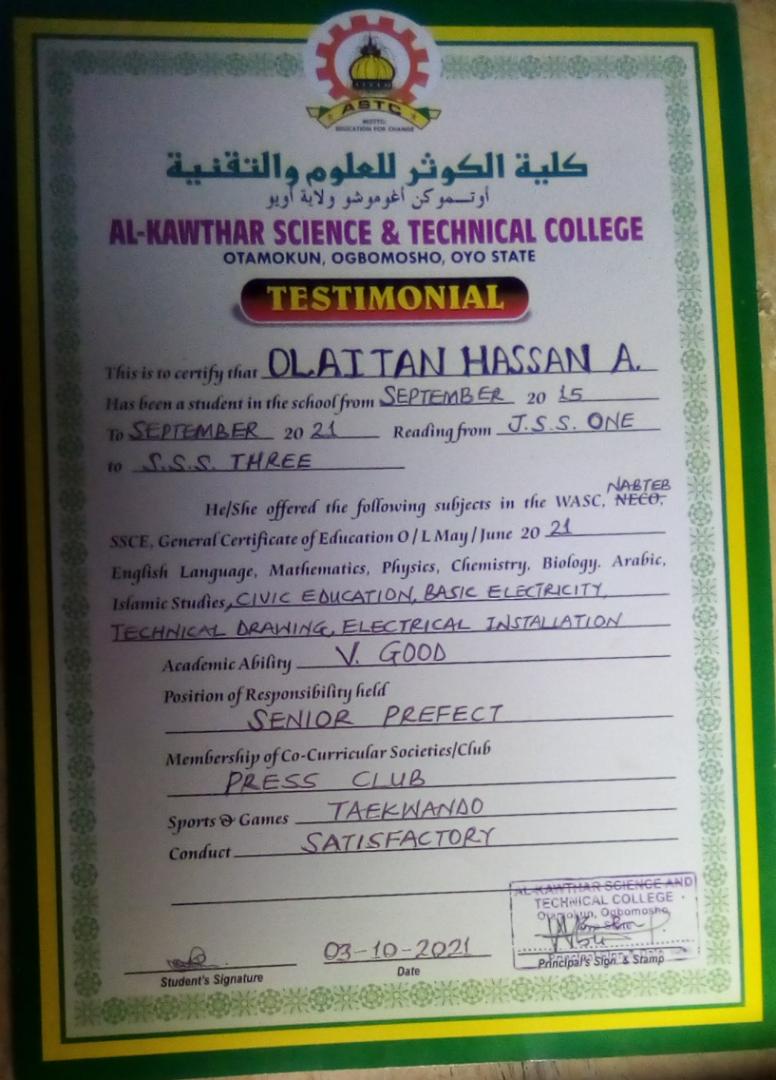 ASTC
MOTTO:
EDUCATION FOR CHANGE
كلية الكوثر للعلوم والتقنية
أوتــموكن أغوموشو ولاية أويو
AL-KAWTHAR SCIENCE & TECHNICAL COLLEGE
OTAMOKUN, OGBOMOSHO, OYO STATE
TESTIMONIAL
This is to certify that OLAITAN HASSAN A.
Has been a student in the school from SEPTEMBER 20 15
To SEPTEMBER 20 21 Reading from J.S.S. ONE
to S.S.S. THREE
NABTEB
He/She offered the following subjects in the WASC, NECO,
SSCE, General Certificate of Education O/L May/June 20 21
English Language, Mathematics, Physics, Chemistry, Biology. Arabic,
Islamic Studies, CIVIC EDUCATION, BASIC ELECTRICITY,
TECHNICAL DRAWING, ELECTRICAL INSTALLATION
Academic Ability V. GOOD
Position of Responsibility held
SENIOR PREFECT
Membership of Co-Curricular Societies/Club
PRESS CLUB
Sports & Games TAEKWANDO
Conduct SATISFACTORY
AL-KAWTHAR SCIENCE AND
TECHNICAL COLLEGE
Otamokun, Ogbomosho
03-10-2021
Student's Signature Date Principal's Sign. & Stamp